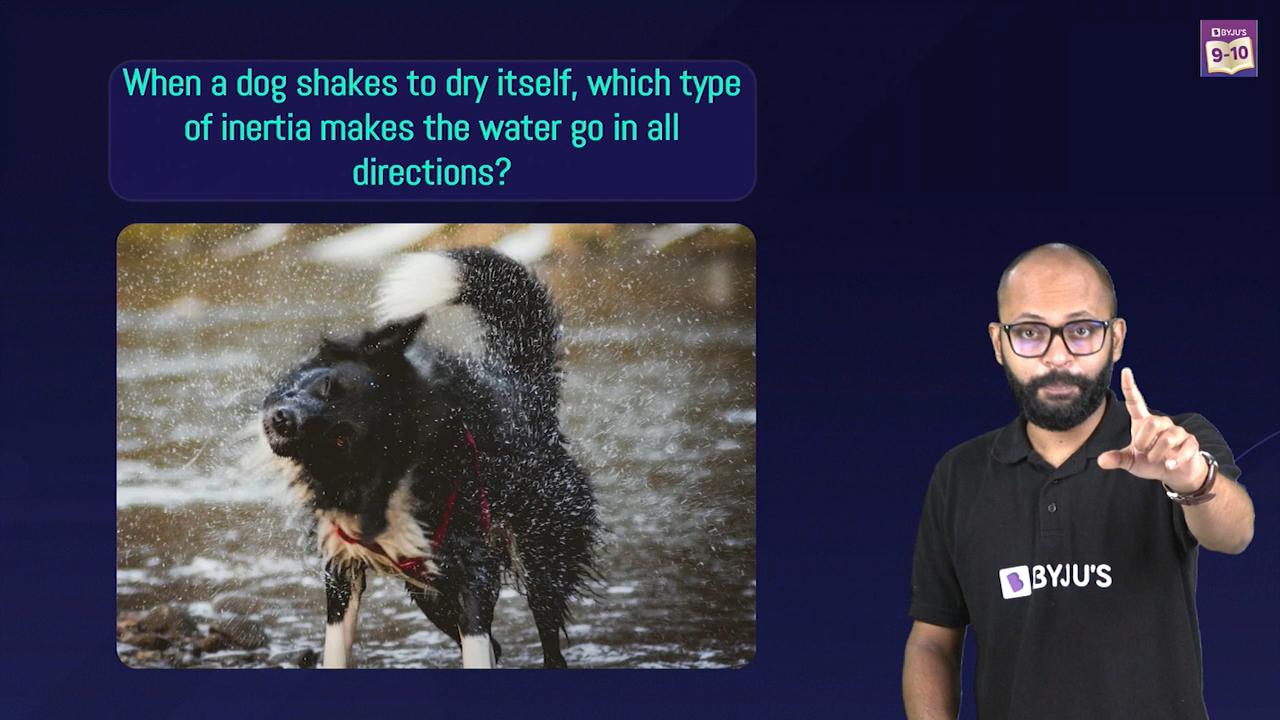 When a dog shakes to dry itself, which type
of inertia makes the water go in all
directions?
BYJU'S
9-10
BYJU'S